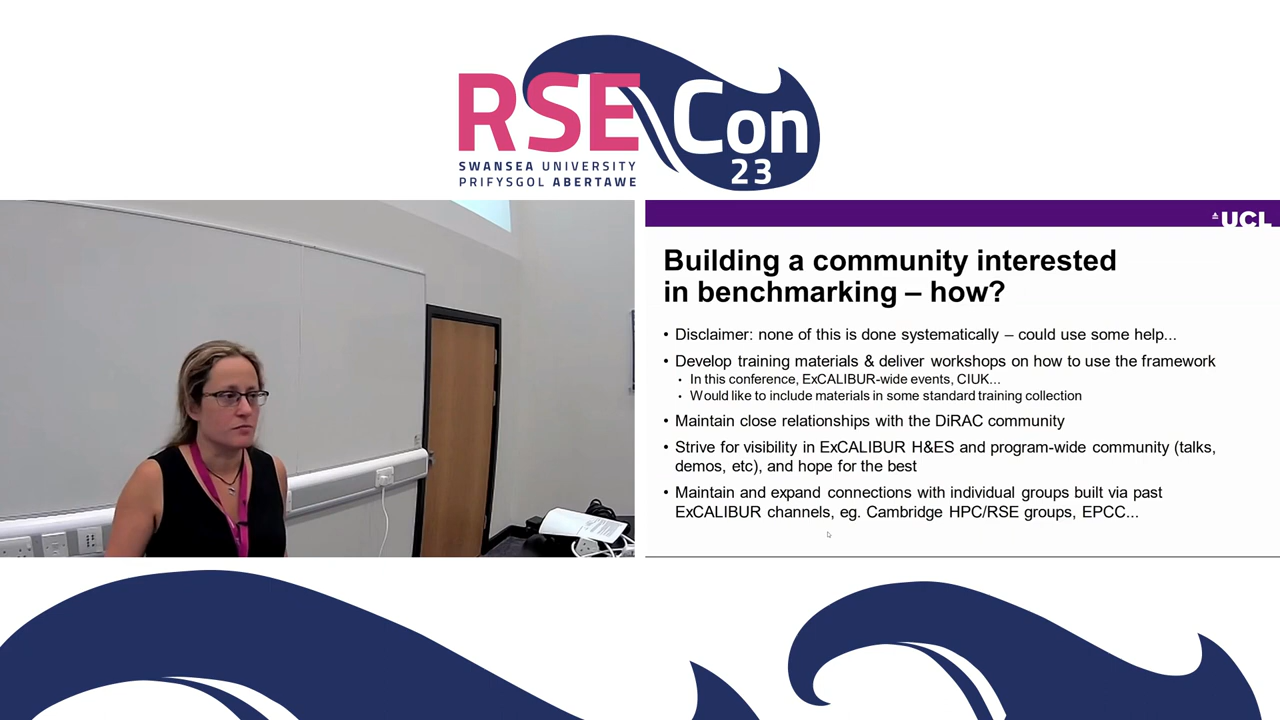 RSE Con
23
SWANSEA UNIVERSITY
PRIFYSGOL ABERTAWE
UCL
Building a community interested
in benchmarking – how?
• Disclaimer: none of this is done systematically – could use some help...
• Develop training materials & deliver workshops on how to use the framework
• In this conference, ExCALIBUR-wide events, CIUK...
• Would like to include materials in some standard training collection
• Maintain close relationships with the DiRAC community
• Strive for visibility in ExCALIBUR H&ES and program-wide community (talks,
demos, etc), and hope for the best
• Maintain and expand connections with individual groups built via past
ExCALIBUR channels, eg. Cambridge HPC/RSE groups, EPCC...